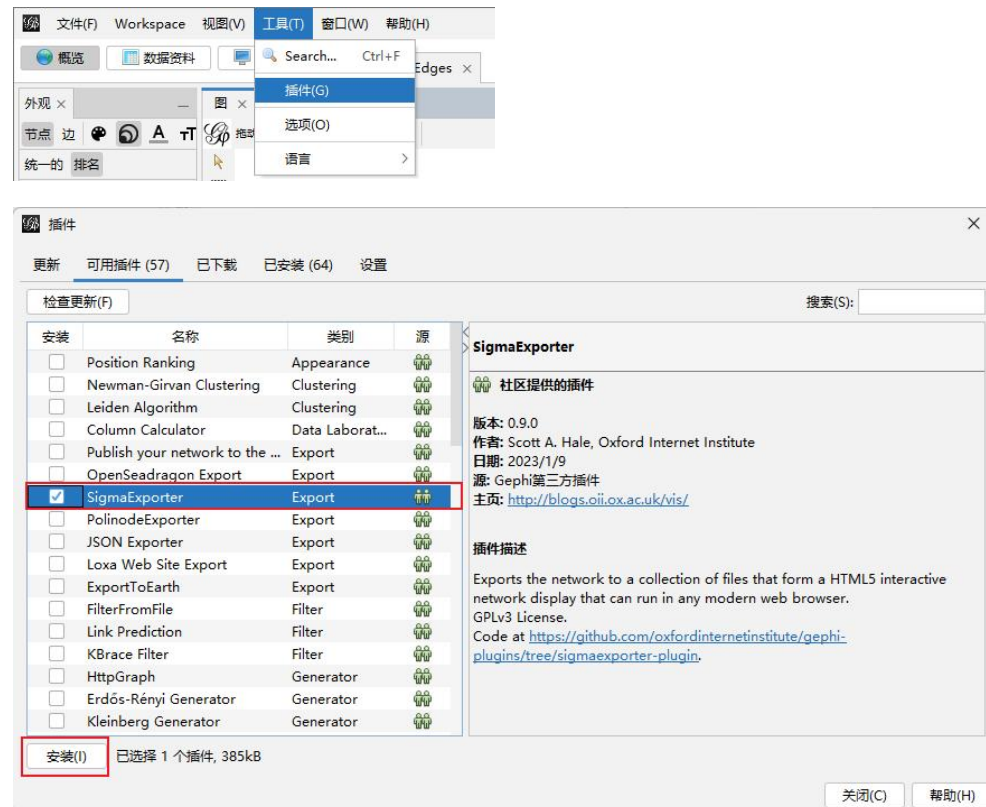 文件(F) Workspace 视图(V) 工具(T) 窗口(W) 帮助(H)
概览 数据资料 Search... Ctrl+F Edges ×
插件(G)
外观 × 图 ×
选项(O)
节点 边 A тT 拖动
语言
统一的 排名
插件
更新 可用插件 (57) 已下载 已安装 (64) 设置
检查更新(F) 搜索(S):
安装 名称 类别 源
Position Ranking Appearance
Newman-Girvan Clustering Clustering
Leiden Algorithm Clustering
Column Calculator Data Laborat...
Publish your network to the ... Export
OpenSeadragon Export Export
SigmaExporter Export
PolinodeExporter Export
JSON Exporter Export
Loxa Web Site Export Export
ExportToEarth Export
FilterFromFile Filter
Link Prediction Filter
KBrace Filter Filter
HttpGraph Generator
Erdős-Rényi Generator Generator
Kleinberg Generator Generator
SigmaExporter
社区提供的插件
版本: 0.9.0
作者: Scott A. Hale, Oxford Internet Institute
日期: 2023/1/9
源: Gephi第三方插件
主页: http://blogs.oii.ox.ac.uk/vis/
插件描述
Exports the network to a collection of files that form a HTML5 interactive
network display that can run in any modern web browser.
GPLv3 License.
Code at https://github.com/oxfordinternetinstitute/gephi-
plugins/tree/sigmaexporter-plugin.
安装(I) 已选择 1 个插件, 385kB
关闭(C) 帮助(H)